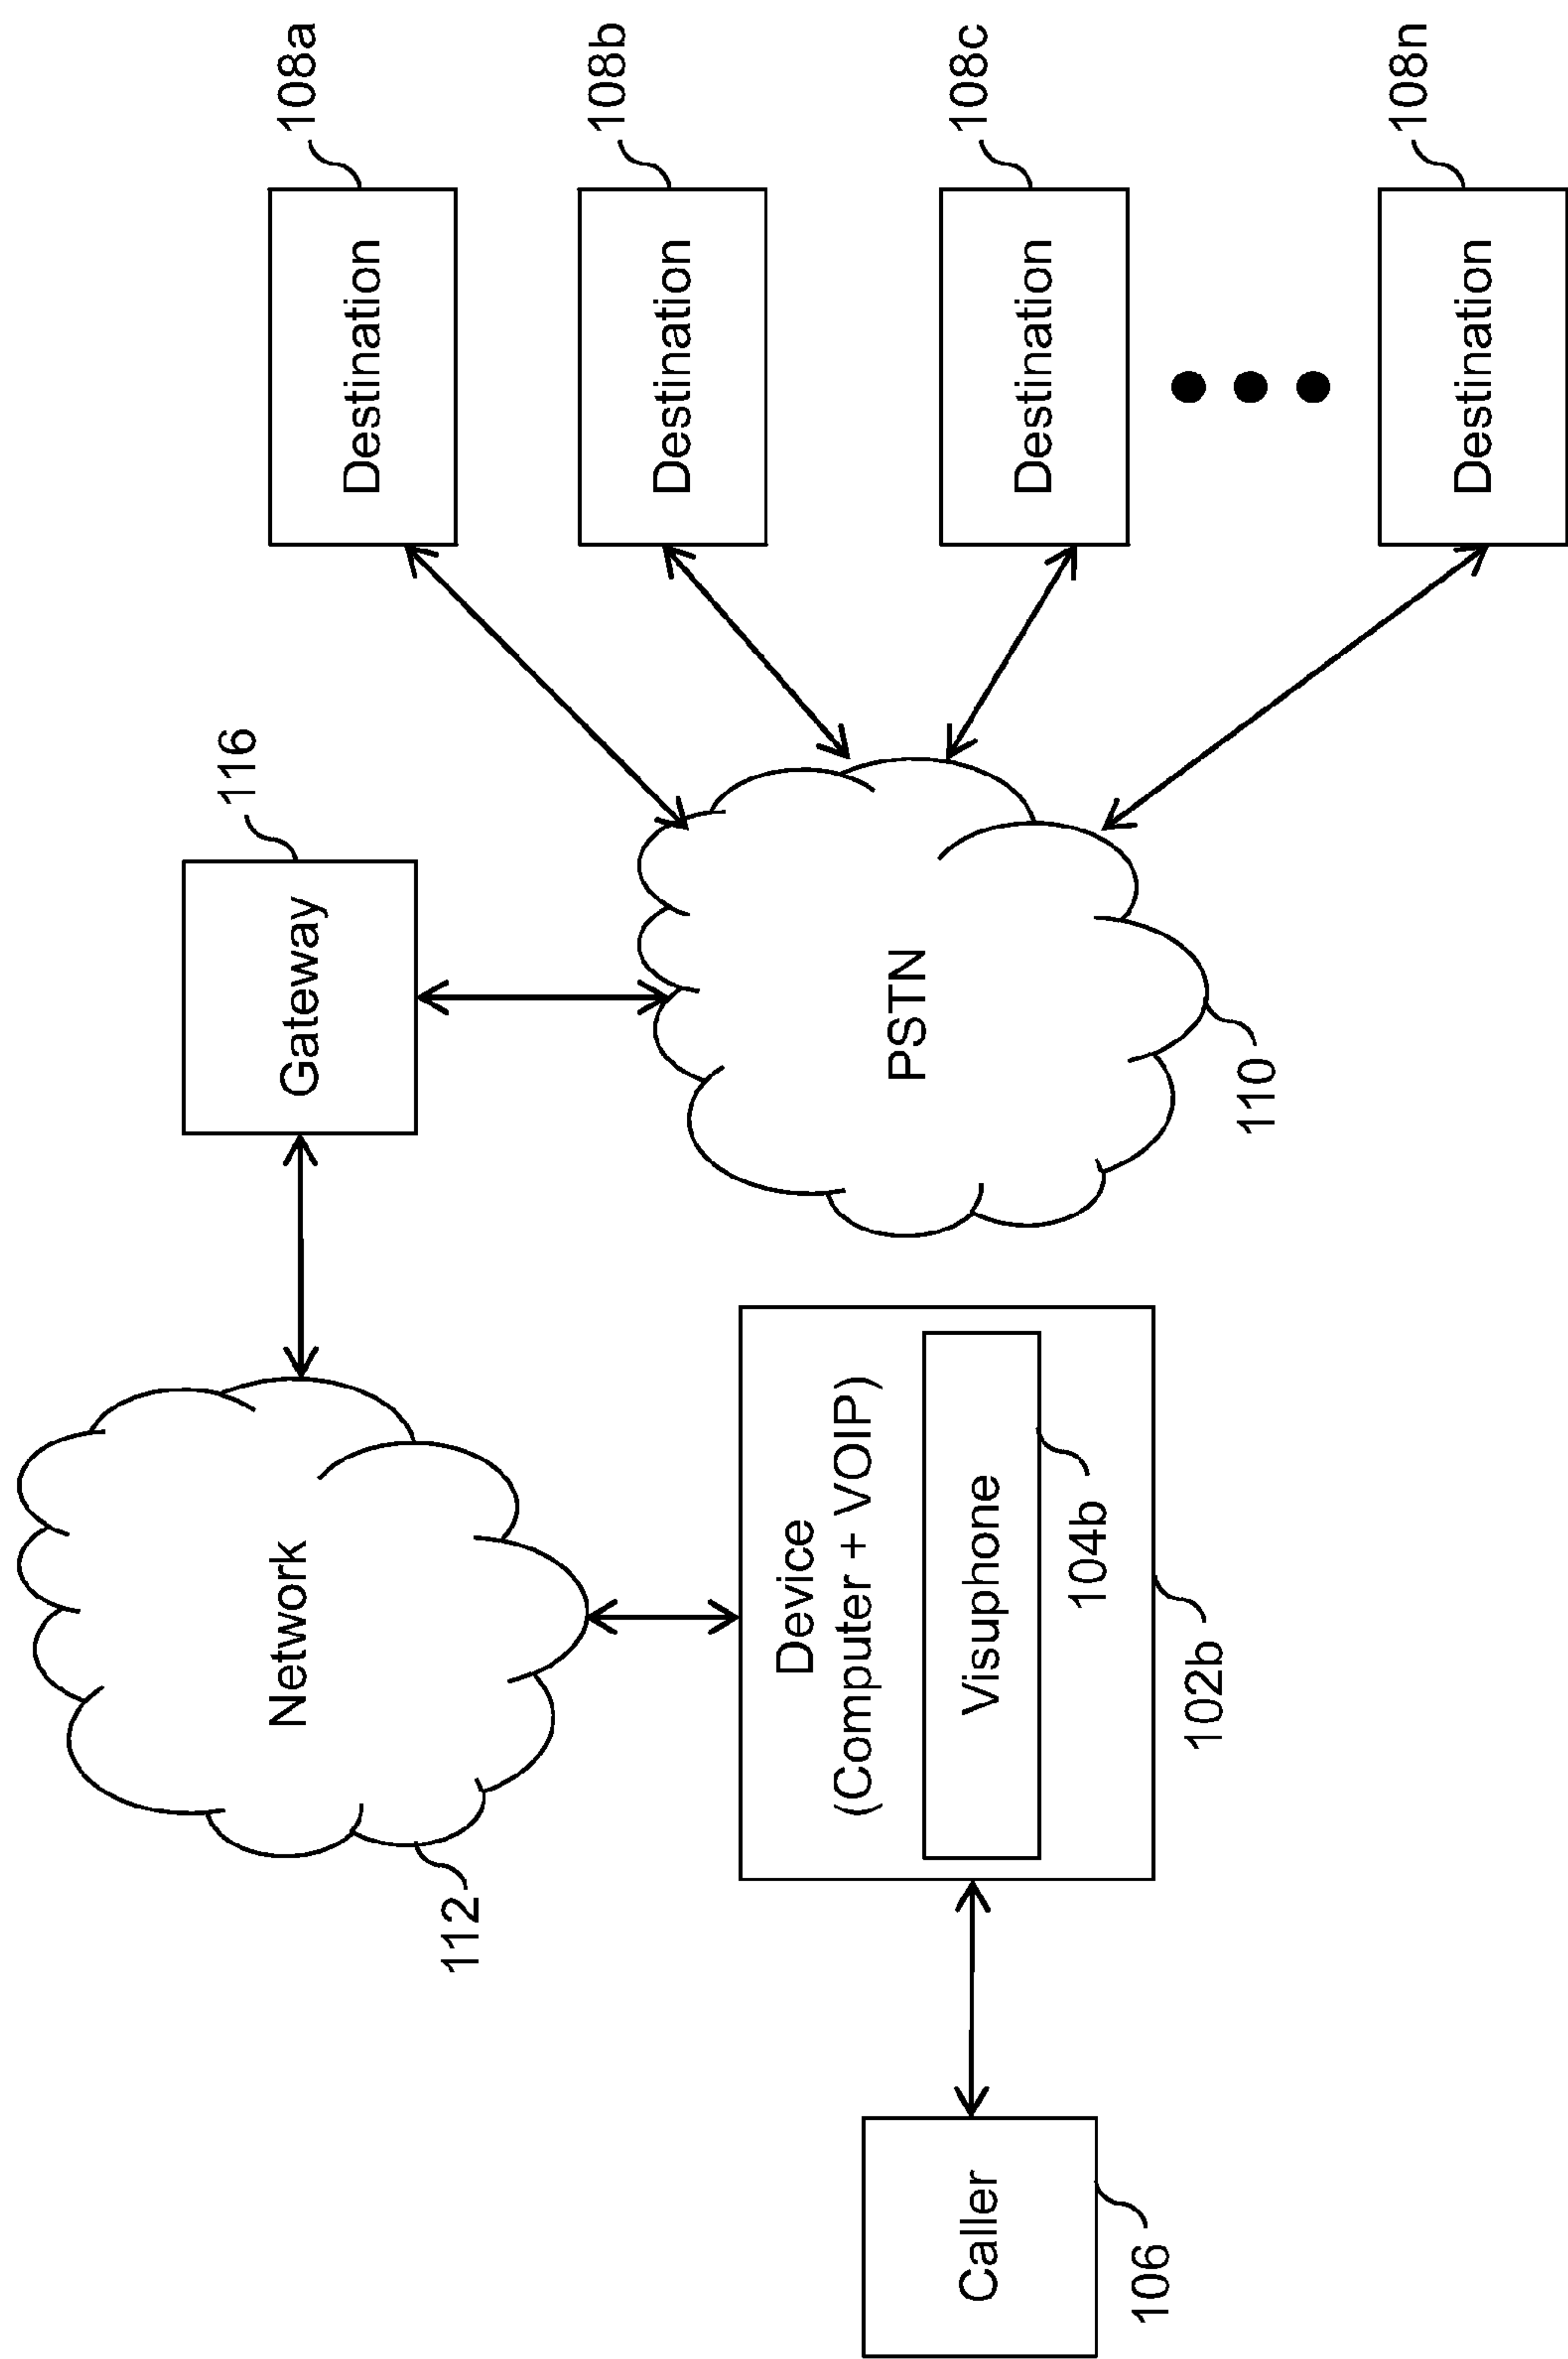 Network
112
Gateway
116
Destination
108a
Destination
108b
Destination
108c
Destination
108n
PSTN
110
Device
(Computer + VOIP)
Visuphone
104b
102b
Caller
106